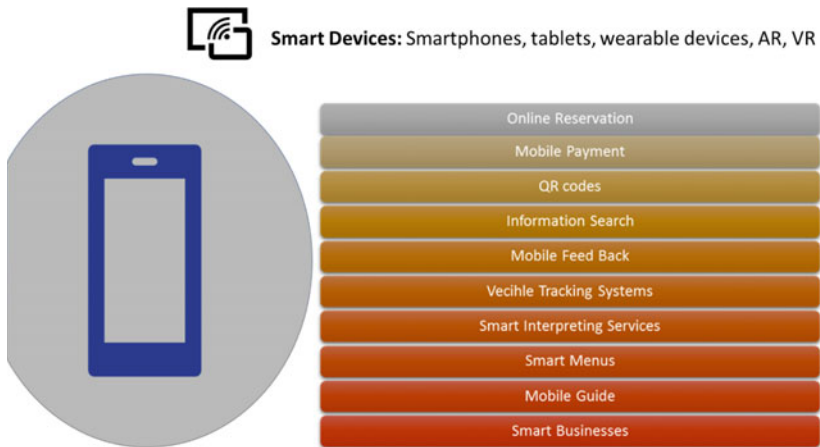 Smart Devices: Smartphones, tablets, wearable devices, AR, VR
Online Reservation
Mobile Payment
QR codes
Information Search
Mobile Feed Back
Vecihle Tracking Systems
Smart Interpreting Services
Smart Menus
Mobile Guide
Smart Businesses